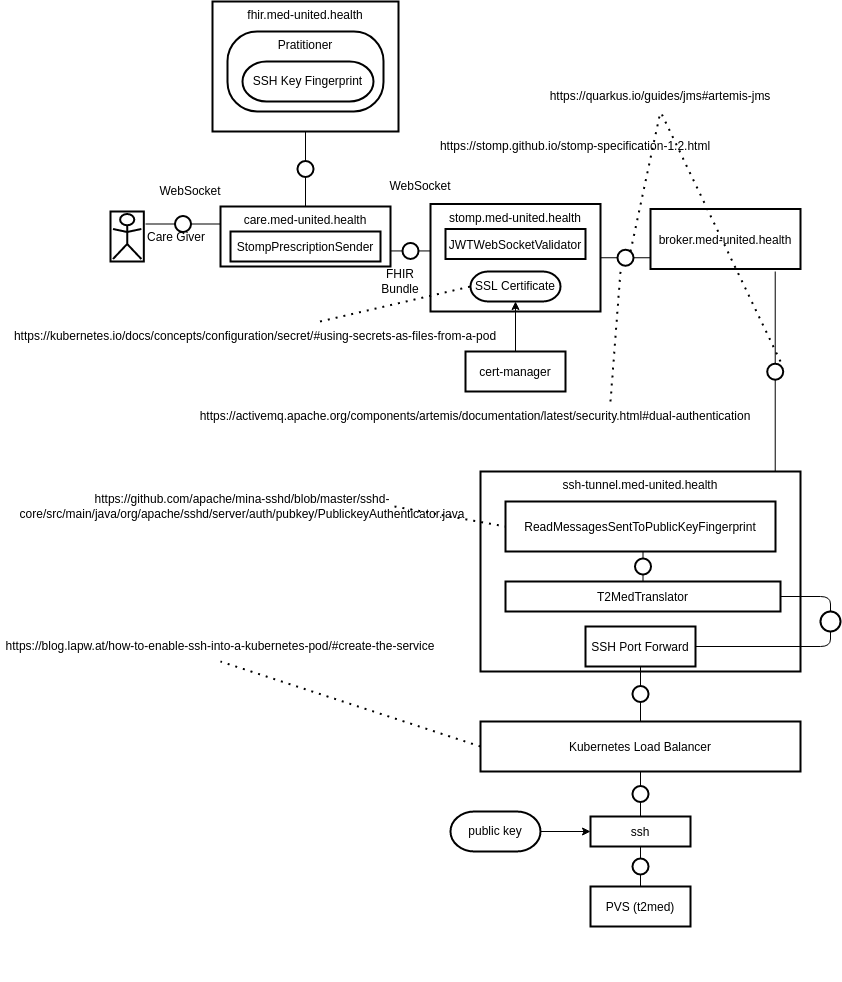 fhir.med-united.health
Pratitioner
SSH Key Fingerprint
https://quarkus.io/guides/jms#artemis-jms
https://stomp.github.io/stomp-specification-1.2.html
WebSocket
WebSocket
care.med-united.health
stomp.med-united.health
Care Giver
StompPrescriptionSender
JWTWebSocketValidator
broker.med-united.health
FHIR
Bundle
SSL Certificate
https://kubernetes.io/docs/concepts/configuration/secret/#using-secrets-as-files-from-a-pod
cert-manager
https://activemq.apache.org/components/artemis/documentation/latest/security.html#dual-authentication
ssh-tunnel.med-united.health
https://github.com/apache/mina-sshd/blob/master/sshd-
core/src/main/java/org/apache/sshd/server/auth/pubkey/PublickeyAuthenticator.java
ReadMessagesSentToPublicKeyFingerprint
T2MedTranslator
SSH Port Forward
https://blog.lapw.at/how-to-enable-ssh-into-a-kubernetes-pod/#create-the-service
Kubernetes Load Balancer
public key
ssh
PVS (t2med)